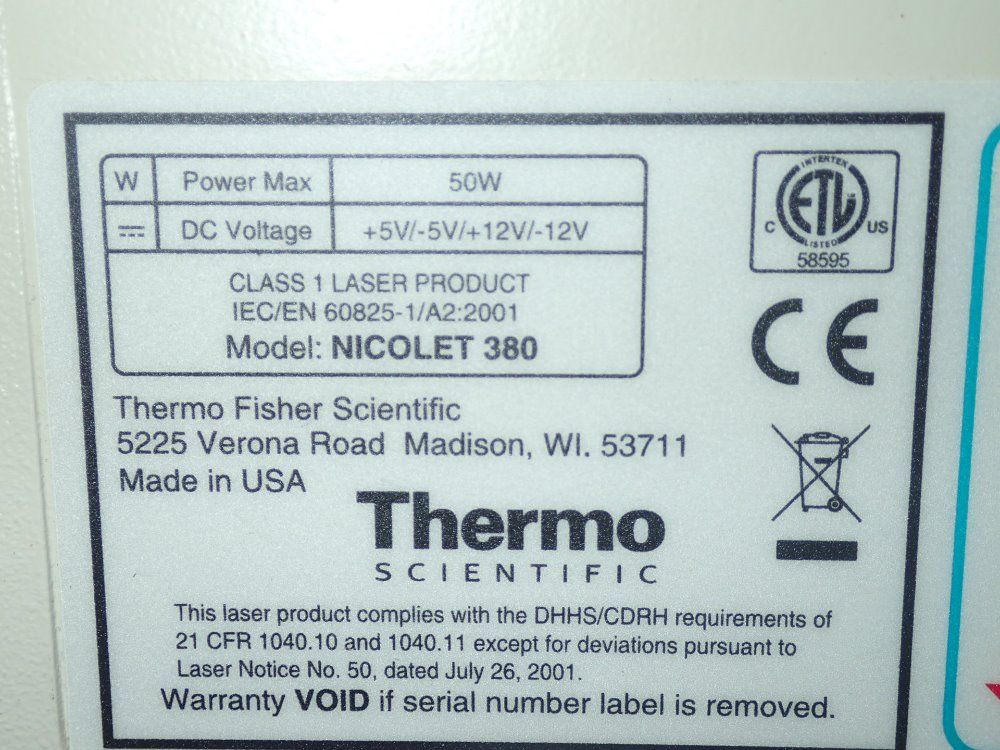 W Power Max 50W
DC Voltage +5V/-5V/+12V/-12V
CLASS 1 LASER PRODUCT
IEC/EN 60825-1/A2:2001
Model: NICOLET 380
INTERTEK
ETL
C US
LISTED
58595
CE
Thermo Fisher Scientific
5225 Verona Road Madison, WI. 53711
Made in USA
Thermo
SCIENTIFIC
This laser product complies with the DHHS/CDRH requirements of
21 CFR 1040.10 and 1040.11 except for deviations pursuant to
Laser Notice No. 50, dated July 26, 2001.
Warranty VOID if serial number label is removed.